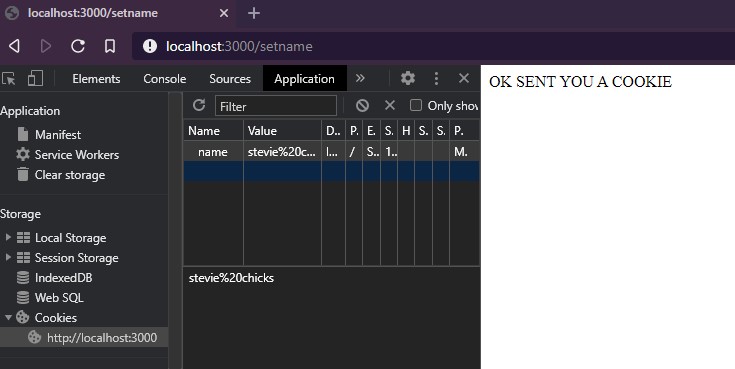 localhost:3000/setname
localhost:3000/setname
Elements Console Sources Application
Application
Manifest
Service Workers
Clear storage
Storage
Local Storage
Session Storage
IndexedDB
Web SQL
Cookies
http://localhost:3000
Filter Only show
Name Value D.. P. E. S. H S. S. P.
name stevie%20c... l... / S.. 1.. M.
stevie%20chicks
OK SENT YOU A COOKIE